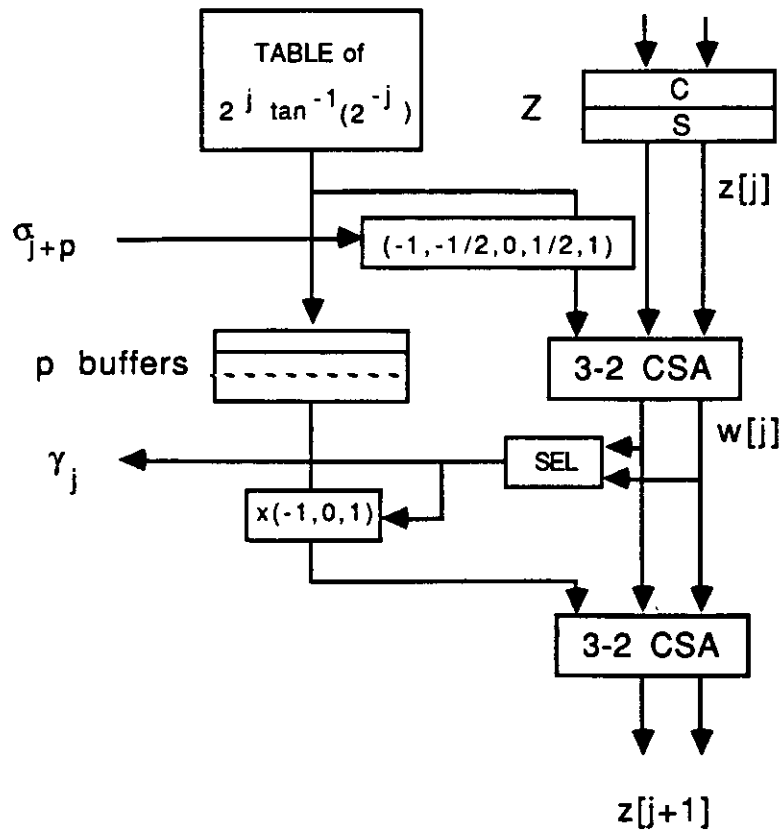 TABLE of
2^j tan^-1(2^-j)
Z
C
S
z[j]
σ_j+p
(-1,-1/2,0,1/2,1)
p buffers
3-2 CSA
w[j]
γ_j
SEL
x(-1,0,1)
3-2 CSA
z[j+1]